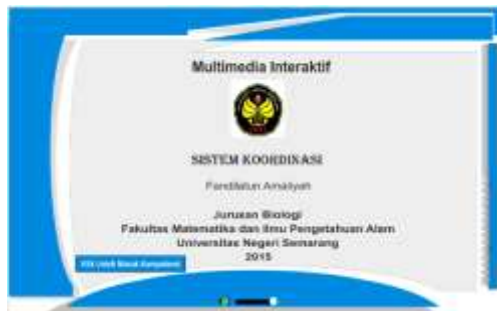 Multimedia Interaktif
SISTEM KOORDINASI
Jurusan Biologi
Fakultas Matematika dan Ilmu Pengetahuan Alam
Universitas Negeri Semarang
2015